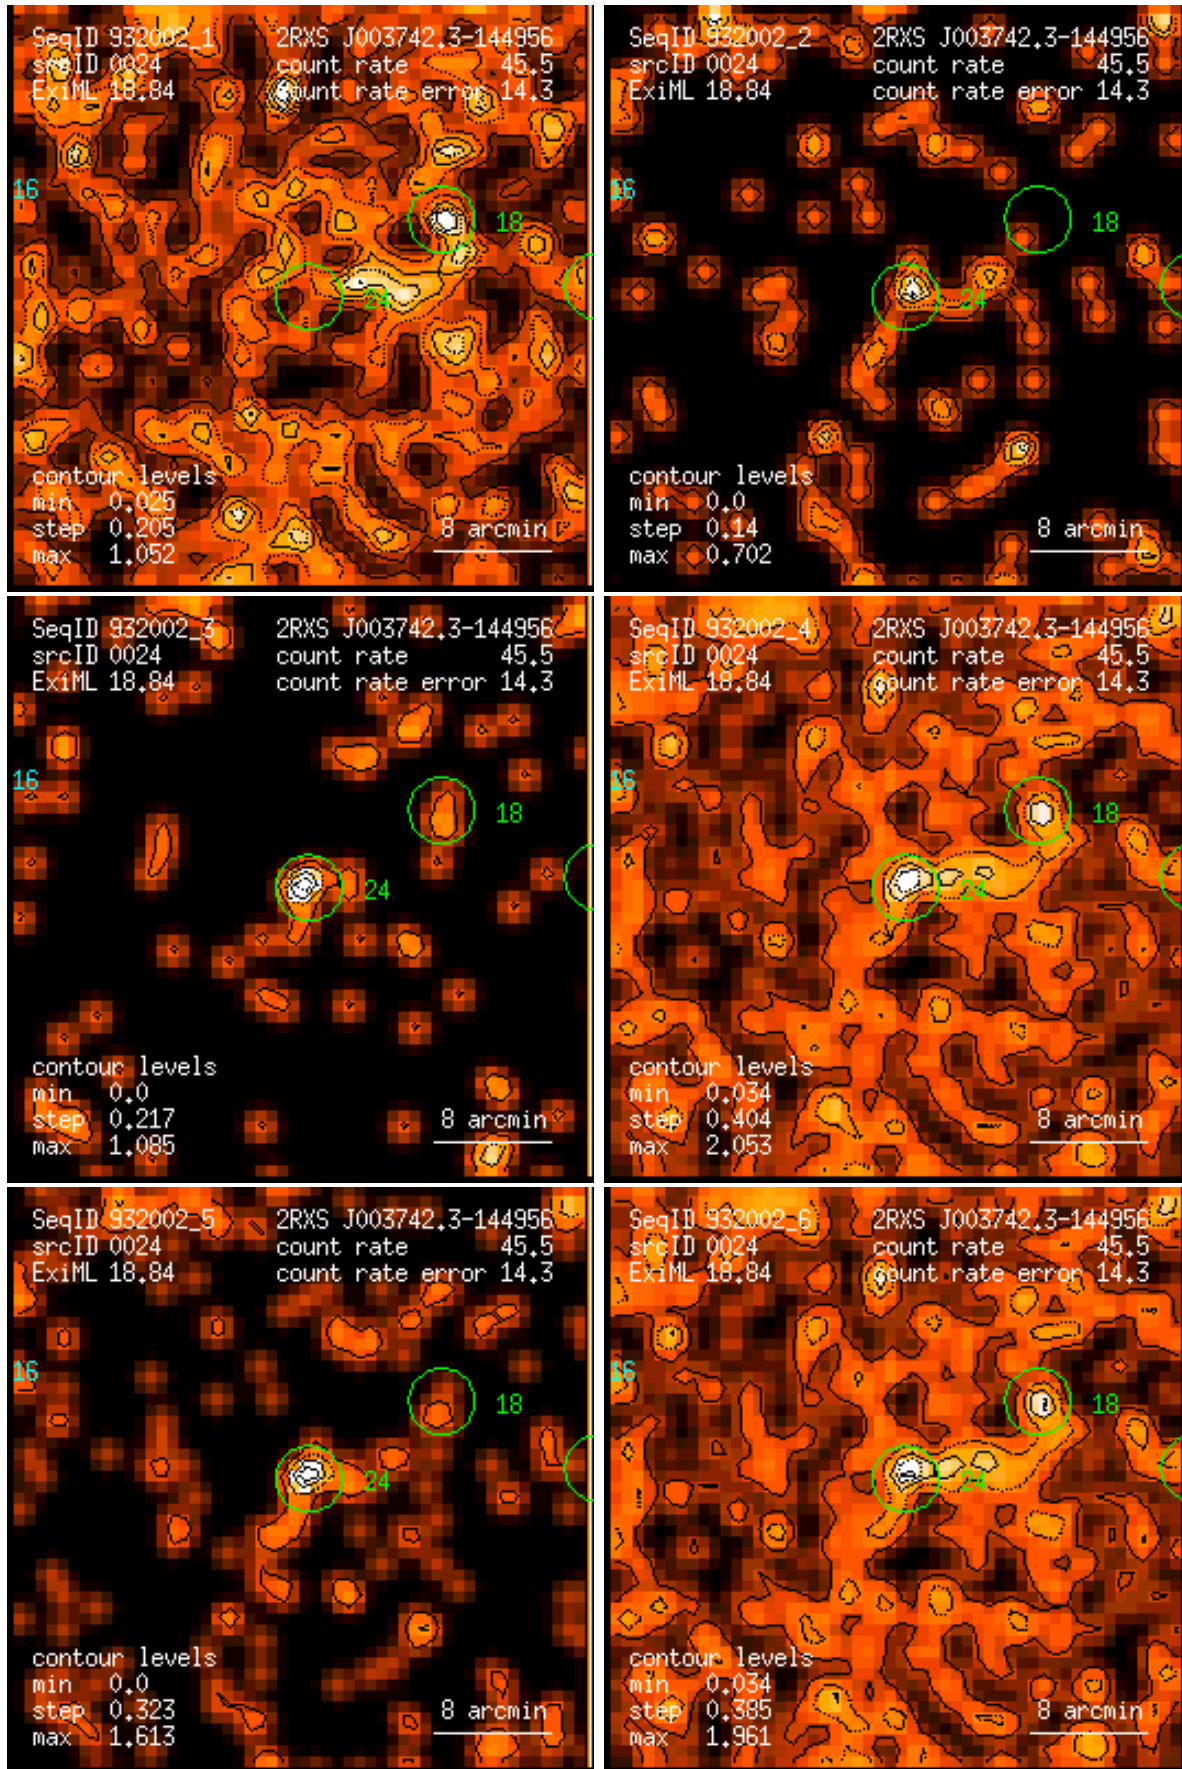 SeqID 932002_1 2RXS J003742.3-144956
srcID 0024 count rate 45.5
ExiML 18.84 count rate error 14.3
16
18
24
contour levels
min 0.025
step 0.205 8 arcmin
max 1.052
SeqID 932002_2 2RXS J003742.3-144956
srcID 0024 count rate 45.5
ExiML 18.84 count rate error 14.3
16
18
24
contour levels
min 0.0
step 0.14 8 arcmin
max 0.702
SeqID 932002_3 2RXS J003742.3-144956
srcID 0024 count rate 45.5
ExiML 18.84 count rate error 14.3
16
18
24
contour levels
min 0.0
step 0.217 8 arcmin
max 1.085
SeqID 932002_4 2RXS J003742.3-144956
srcID 0024 count rate 45.5
ExiML 18.84 count rate error 14.3
16
18
24
contour levels
min 0.034
step 0.404 8 arcmin
max 2.053
SeqID 932002_5 2RXS J003742.3-144956
srcID 0024 count rate 45.5
ExiML 18.84 count rate error 14.3
16
18
24
contour levels
min 0.0
step 0.323 8 arcmin
max 1.613
SeqID 932002_6 2RXS J003742.3-144956
srcID 0024 count rate 45.5
ExiML 18.84 count rate error 14.3
16
18
24
contour levels
min 0.034
step 0.385 8 arcmin
max 1.961